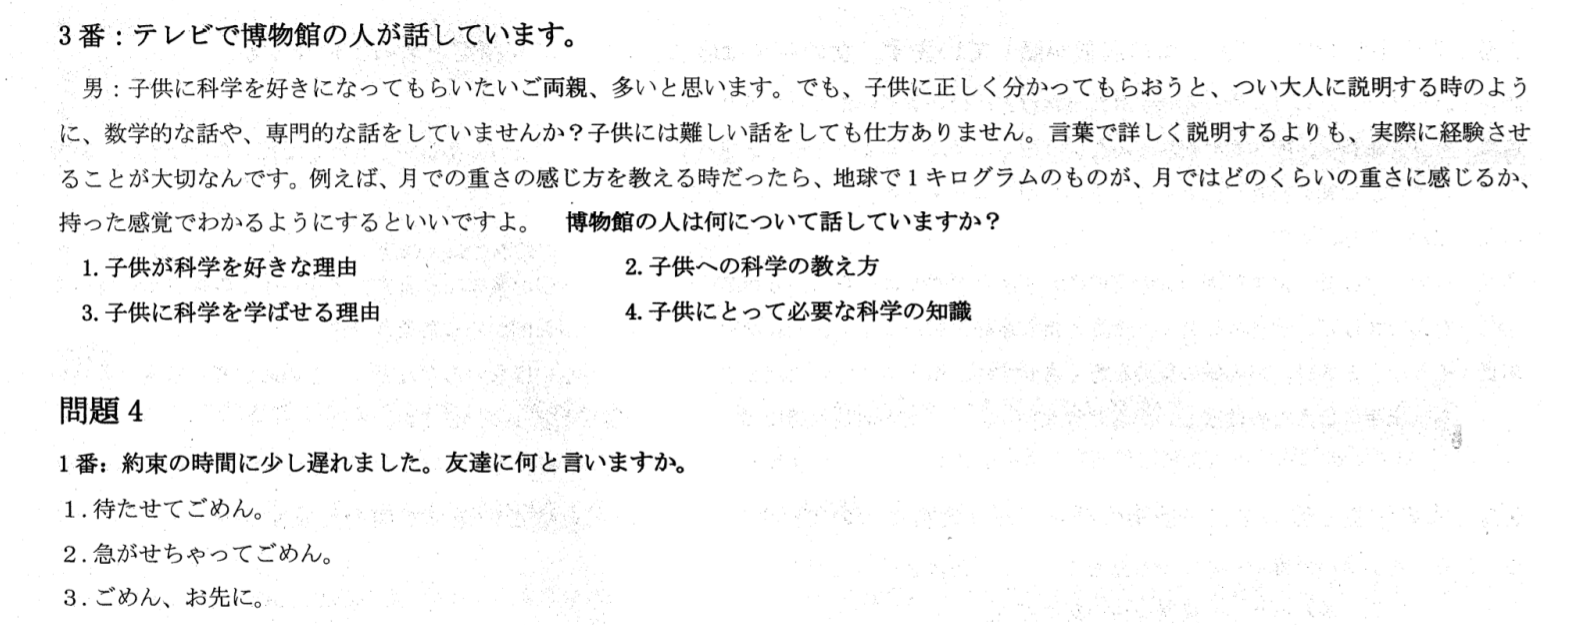 3番：テレビで博物館の人が話しています。
男：子供に科学を好きになってもらいたいご両親、多いと思います。でも、子供に正しく分かってもらおうと、つい大人に説明する時のよう
に、数学的な話や、専門的な話をしていませんか？子供には難しい話をしても仕方ありません。言葉で詳しく説明するよりも、実際に経験させ
ることが大切なんです。例えば、月での重さの感じ方を教える時だったら、地球で1キログラムのものが、月ではどのくらいの重さに感じるか、
持った感覚でわかるようにするといいですよ。 博物館の人は何について話していますか？
1. 子供が科学を好きな理由 2. 子供への科学の教え方
3. 子供に科学を学ばせる理由 4. 子供にとって必要な科学の知識
問題4
1番：約束の時間に少し遅れました。友達に何と言いますか。
１. 待たせてごめん。
２. 急がせちゃってごめん。
３. ごめん、お先に。